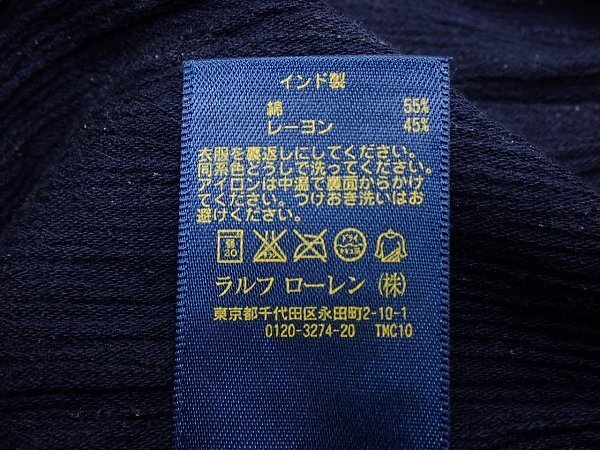 インド製
綿 55%
レーヨン 45%
衣服を裏返しにしてください。
同系色どうしで洗ってください。
アイロンは中温で裏面からかけ
てください。つけおき洗いはお
避けください。
弱
30
ドライ
ラルフ ローレン (株)
東京都千代田区永田町2-10-1
0120-3274-20 TMC10